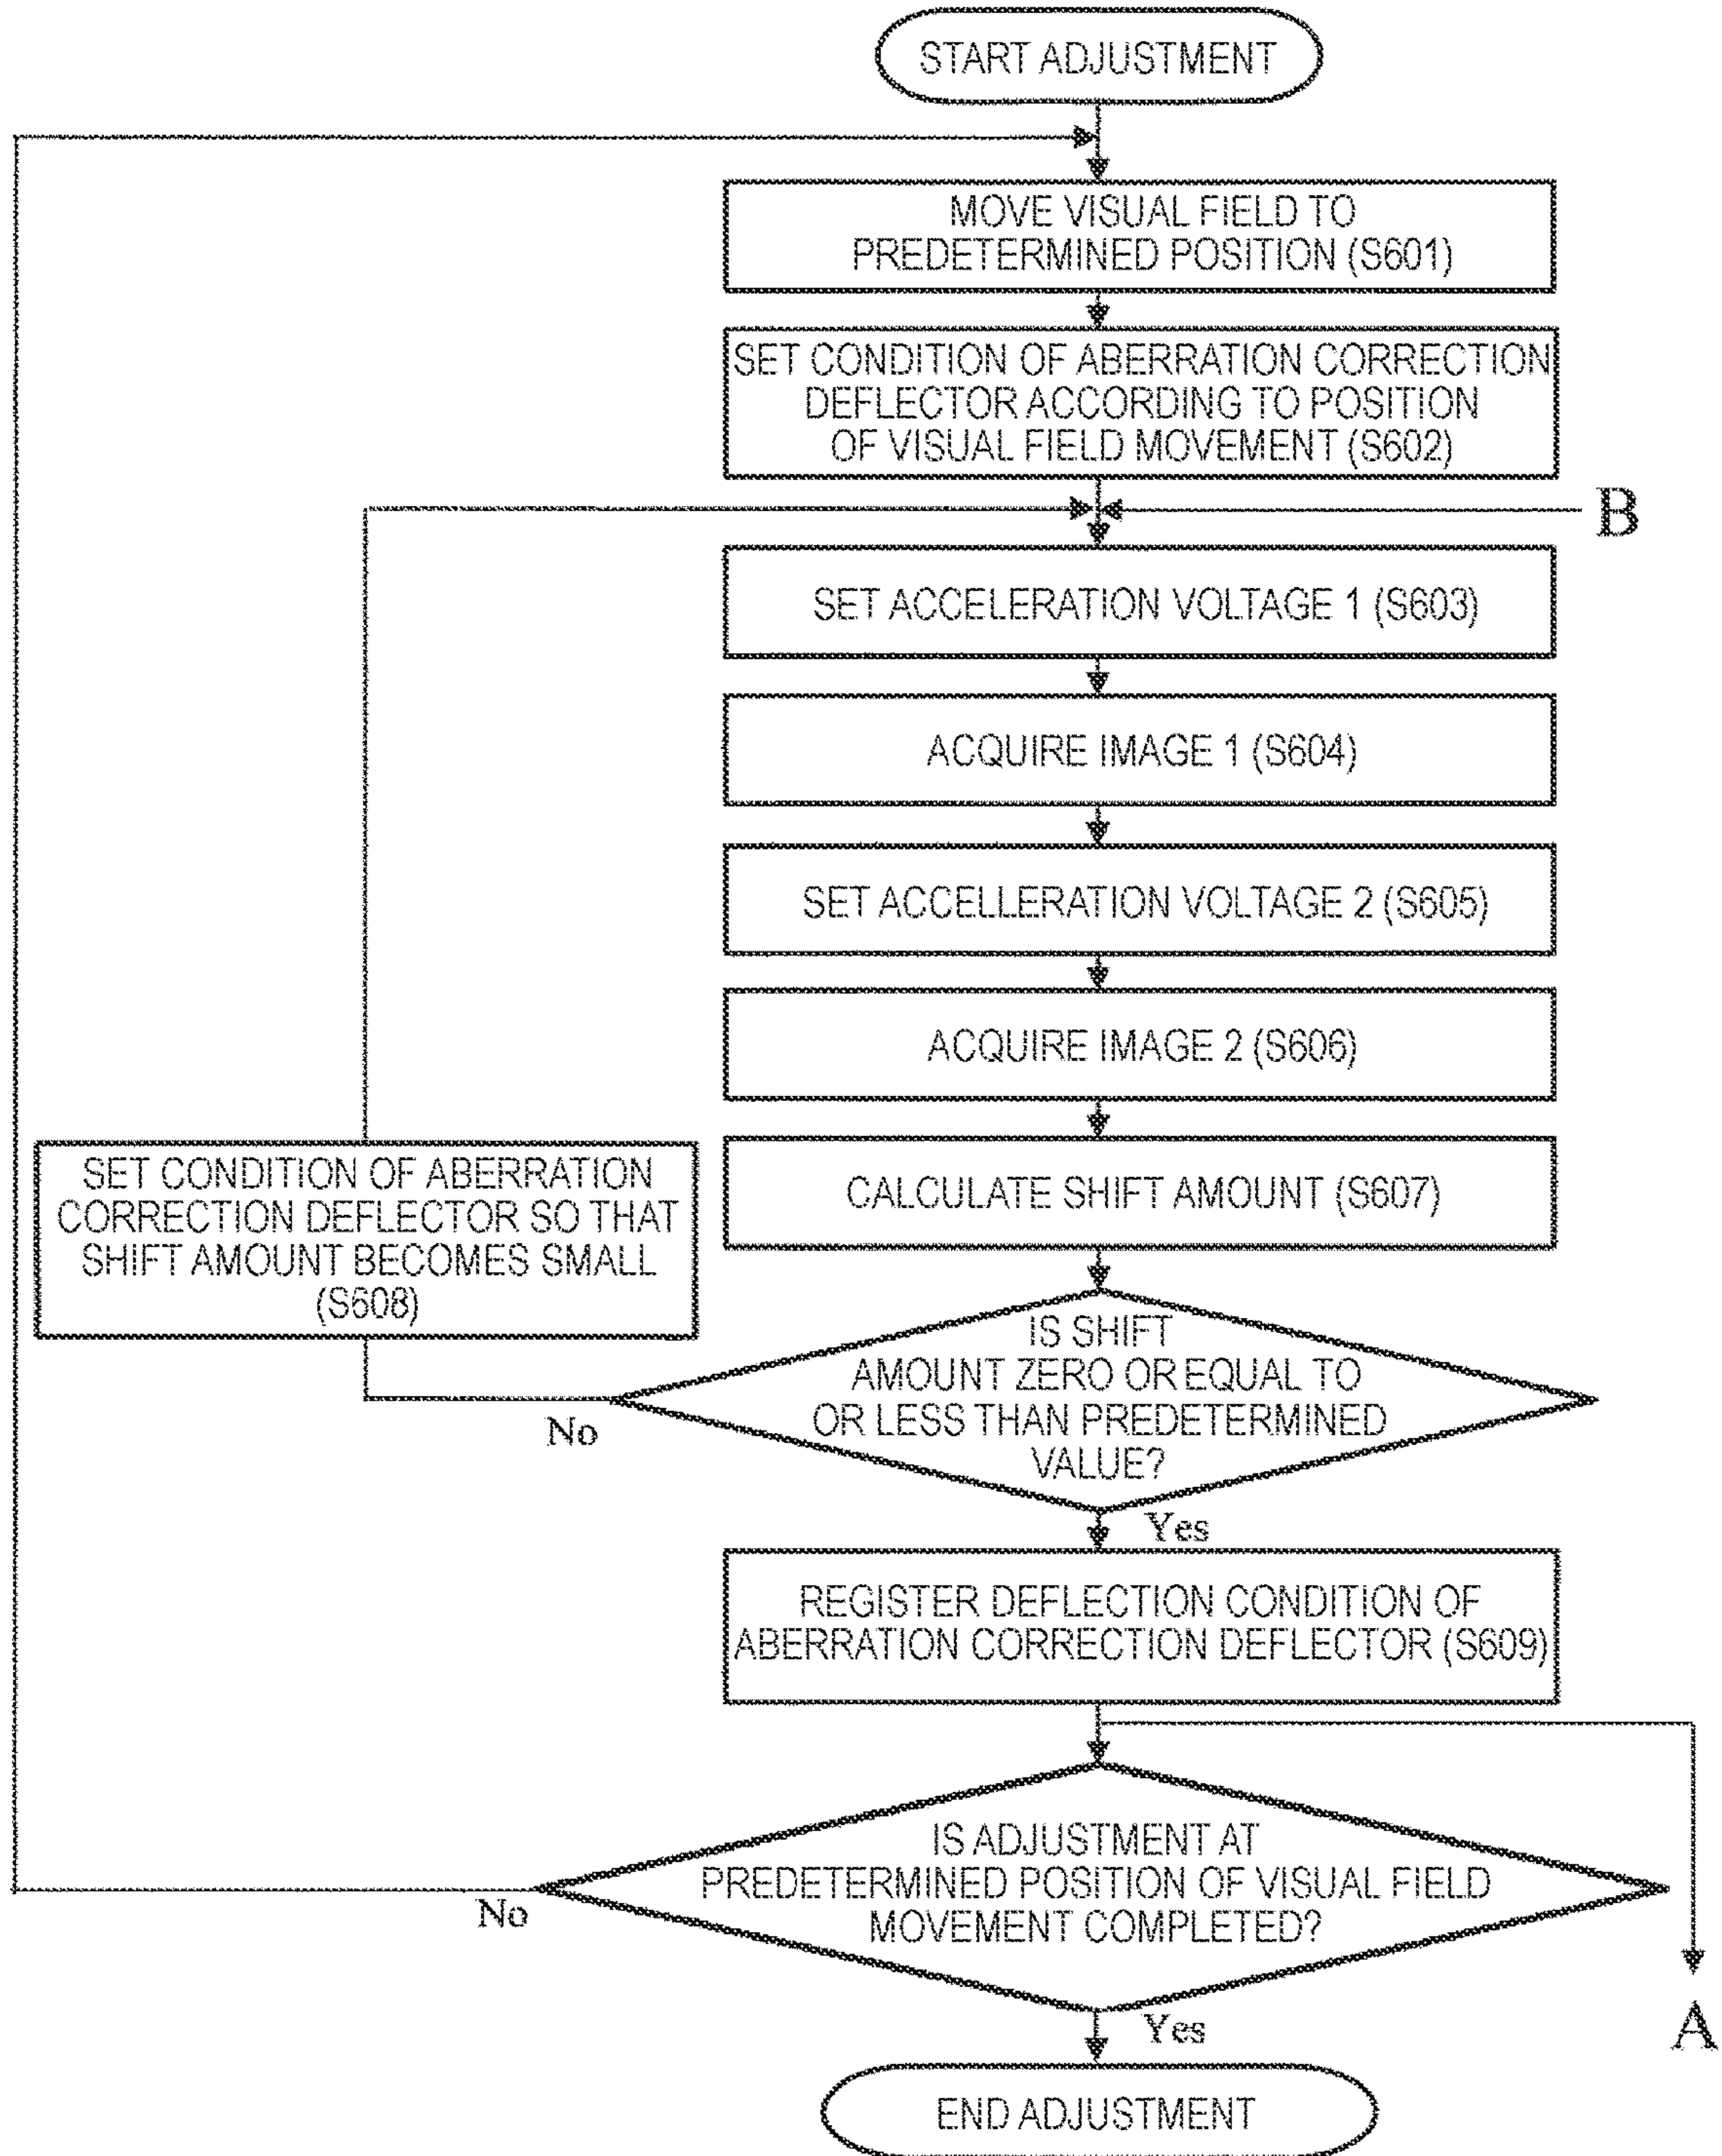 START ADJUSTMENT
MOVE VISUAL FIELD TO
PREDETERMINED POSITION (S601)
SET CONDITION OF ABERRATION CORRECTION
DEFLECTOR ACCORDING TO POSITION
OF VISUAL FIELD MOVEMENT (S602)
B
SET ACCELERATION VOLTAGE 1 (S603)
ACQUIRE IMAGE 1 (S604)
SET ACCELLERATION VOLTAGE 2 (S605)
ACQUIRE IMAGE 2 (S606)
CALCULATE SHIFT AMOUNT (S607)
SET CONDITION OF ABERRATION
CORRECTION DEFLECTOR SO THAT
SHIFT AMOUNT BECOMES SMALL
(S608)
IS SHIFT
AMOUNT ZERO OR EQUAL TO
OR LESS THAN PREDETERMINED
VALUE?
No
Yes
REGISTER DEFLECTION CONDITION OF
ABERRATION CORRECTION DEFLECTOR (S609)
IS ADJUSTMENT AT
PREDETERMINED POSITION OF VISUAL FIELD
MOVEMENT COMPLETED?
No
Yes
A
END ADJUSTMENT